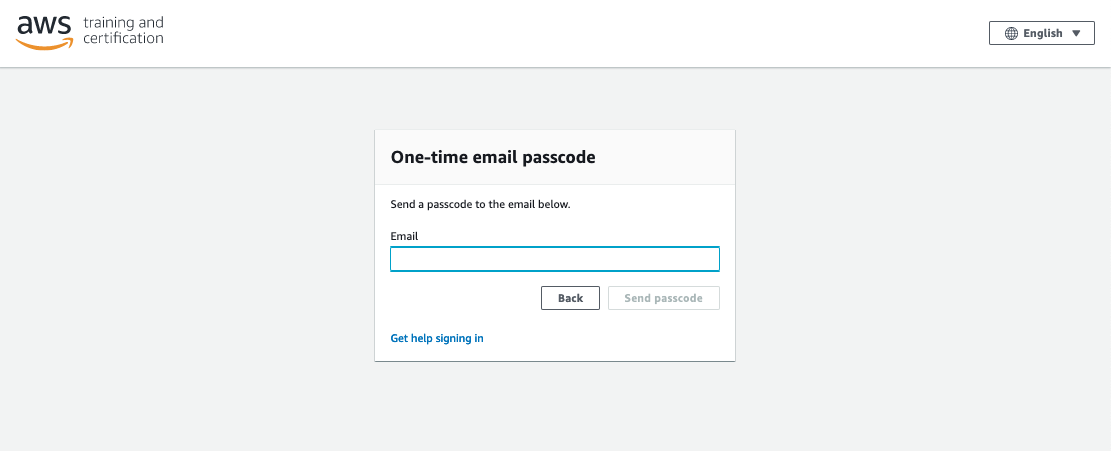 aws training and
certification
English
One-time email passcode
Send a passcode to the email below.
Email
Back
Send passcode
Get help signing in